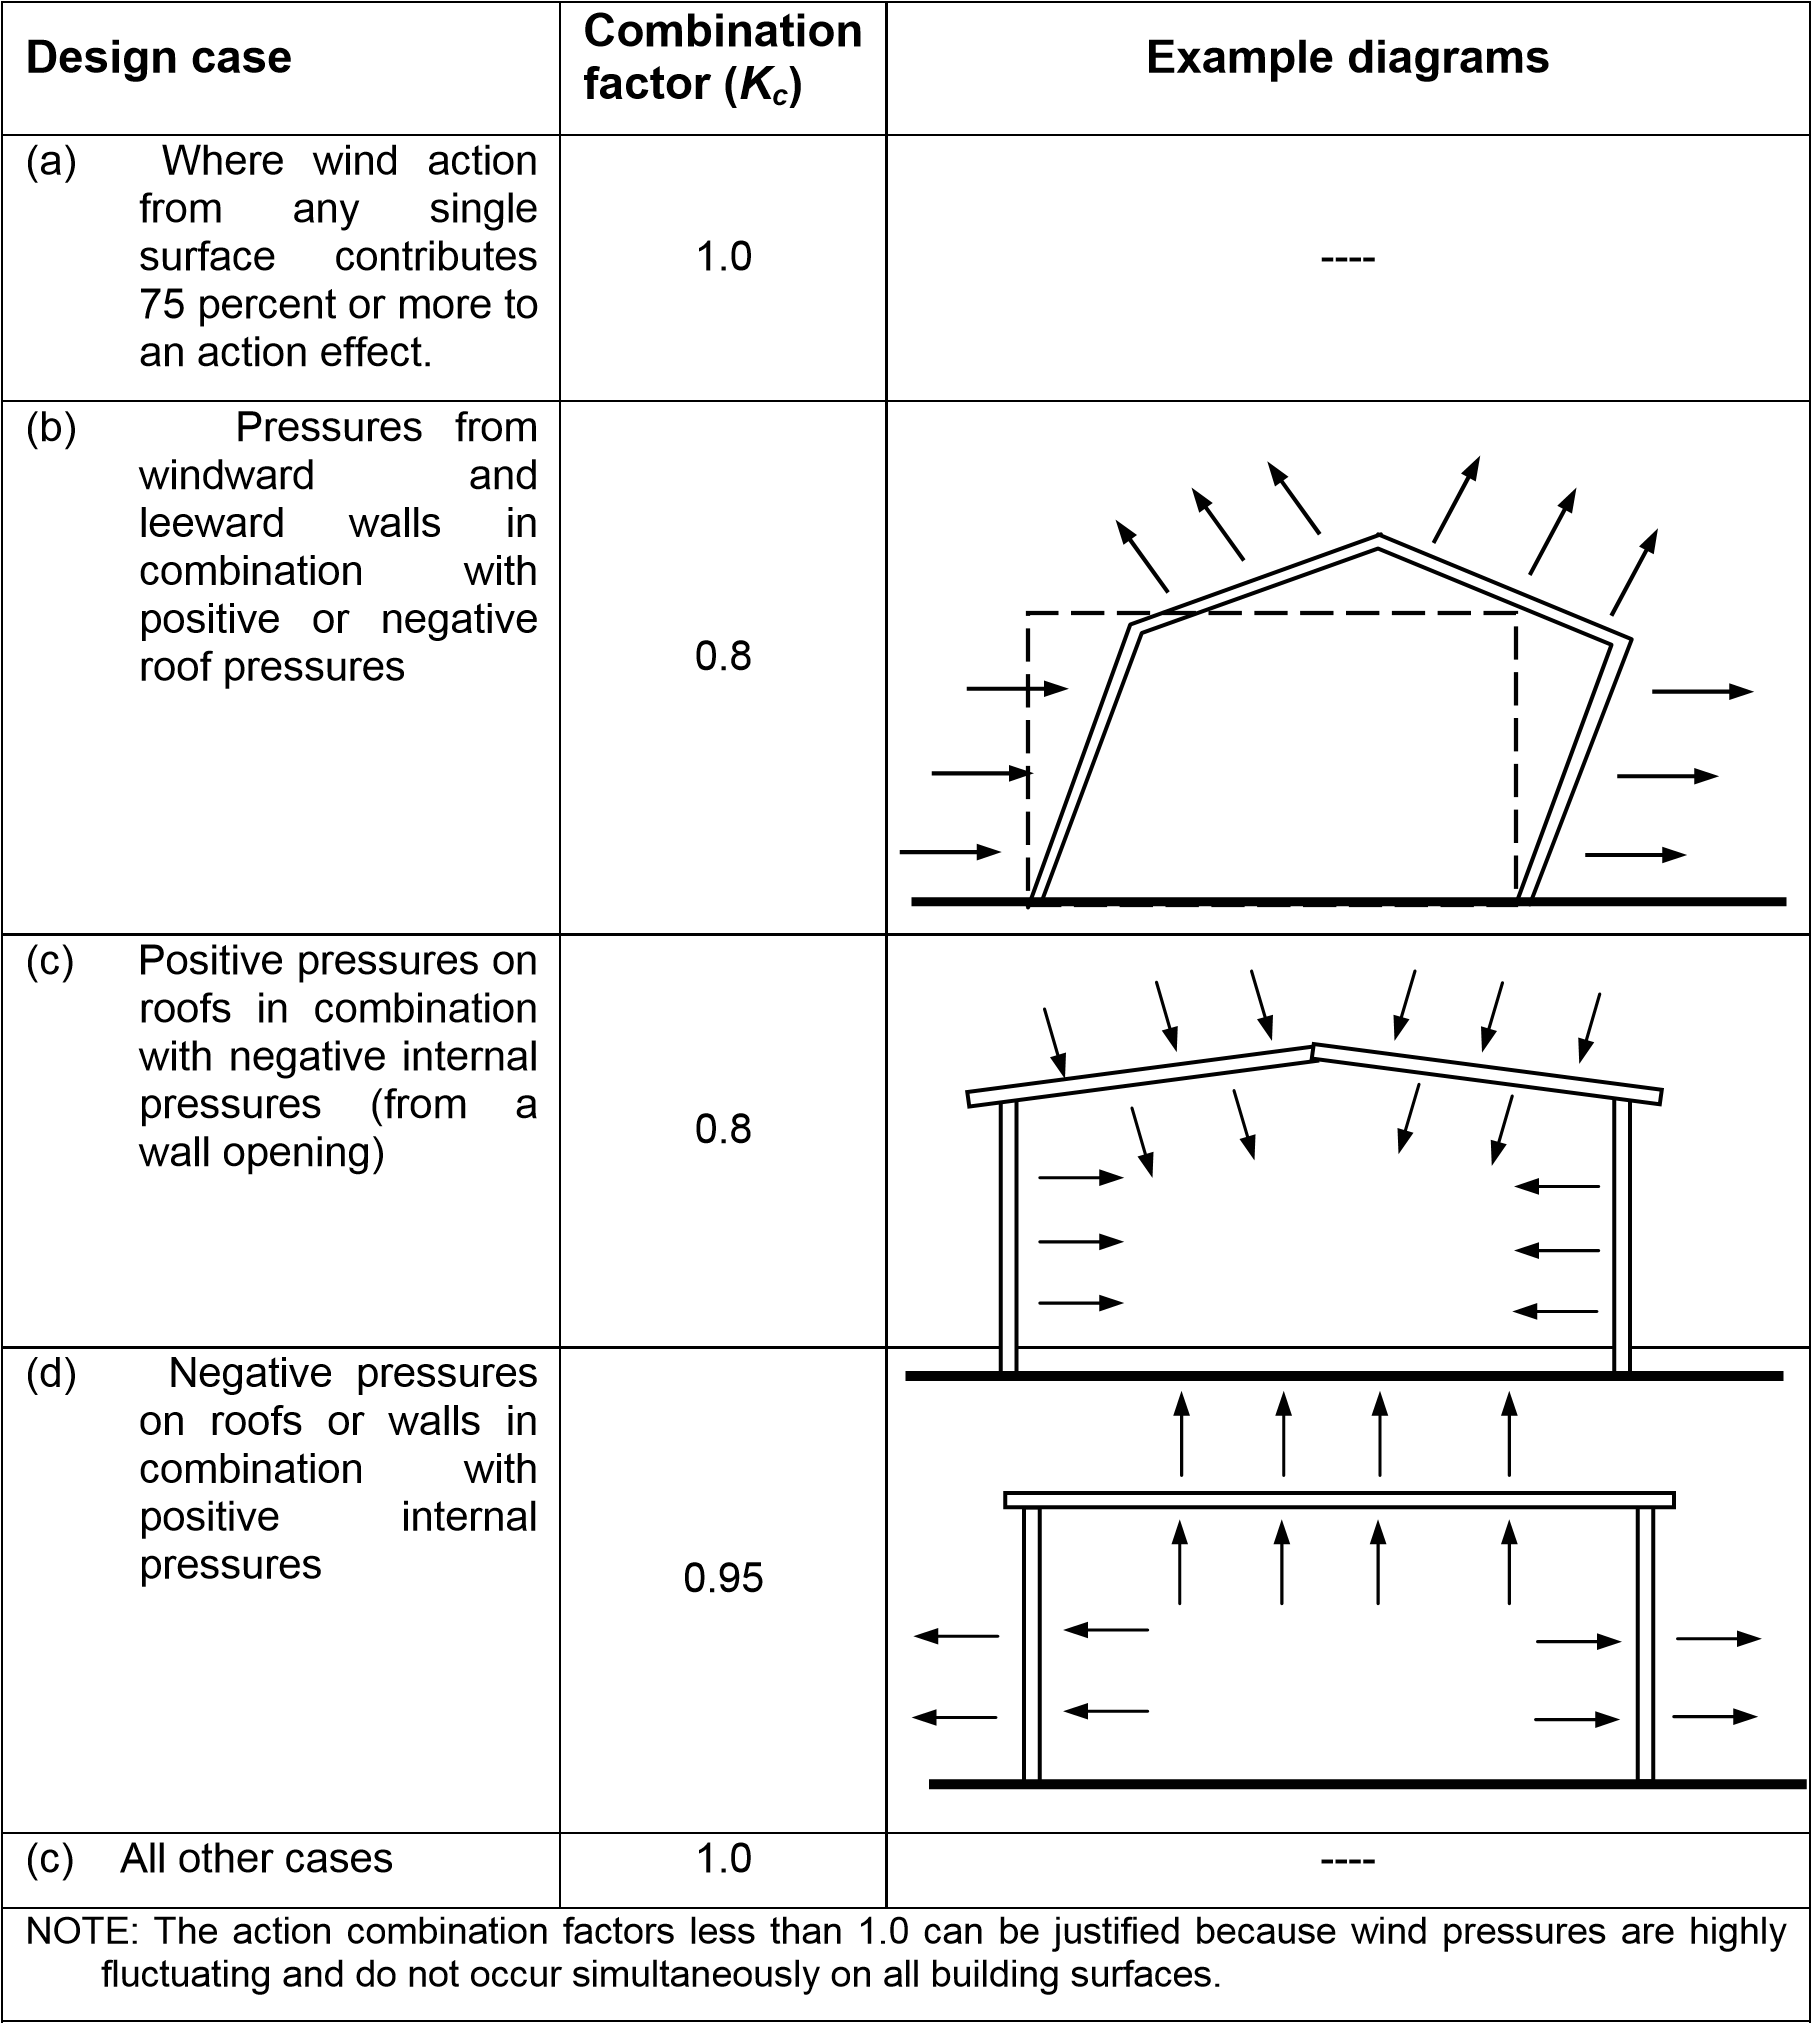 Design case
Combination
factor (Kc)
Example diagrams
(a) Where wind action
from any single
surface contributes
75 percent or more to
an action effect.
1.0
----
(b) Pressures from
windward and
leeward walls in
combination with
positive or negative
roof pressures
0.8
(c) Positive pressures on
roofs in combination
with negative internal
pressures (from a
wall opening)
0.8
(d) Negative pressures
on roofs or walls in
combination with
positive internal
pressures
0.95
(c) All other cases
1.0
----
NOTE: The action combination factors less than 1.0 can be justified because wind pressures are highly
fluctuating and do not occur simultaneously on all building surfaces.